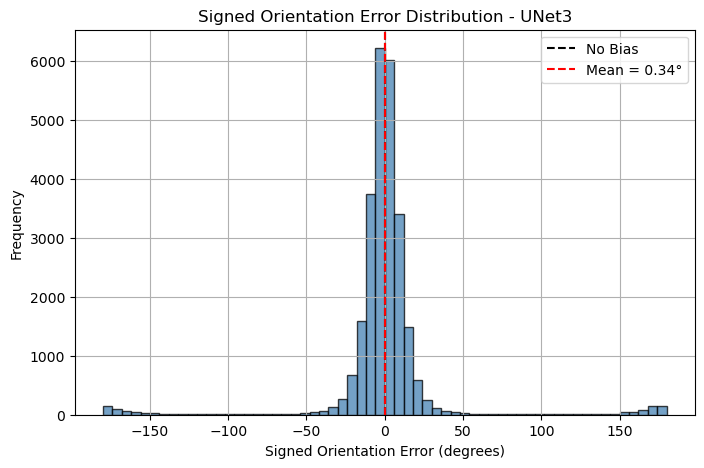 Signed Orientation Error Distribution - UNet3
No Bias
Mean = 0.34°
Frequency
6000
5000
4000
3000
2000
1000
0
−150 −100 −50 0 50 100 150
Signed Orientation Error (degrees)